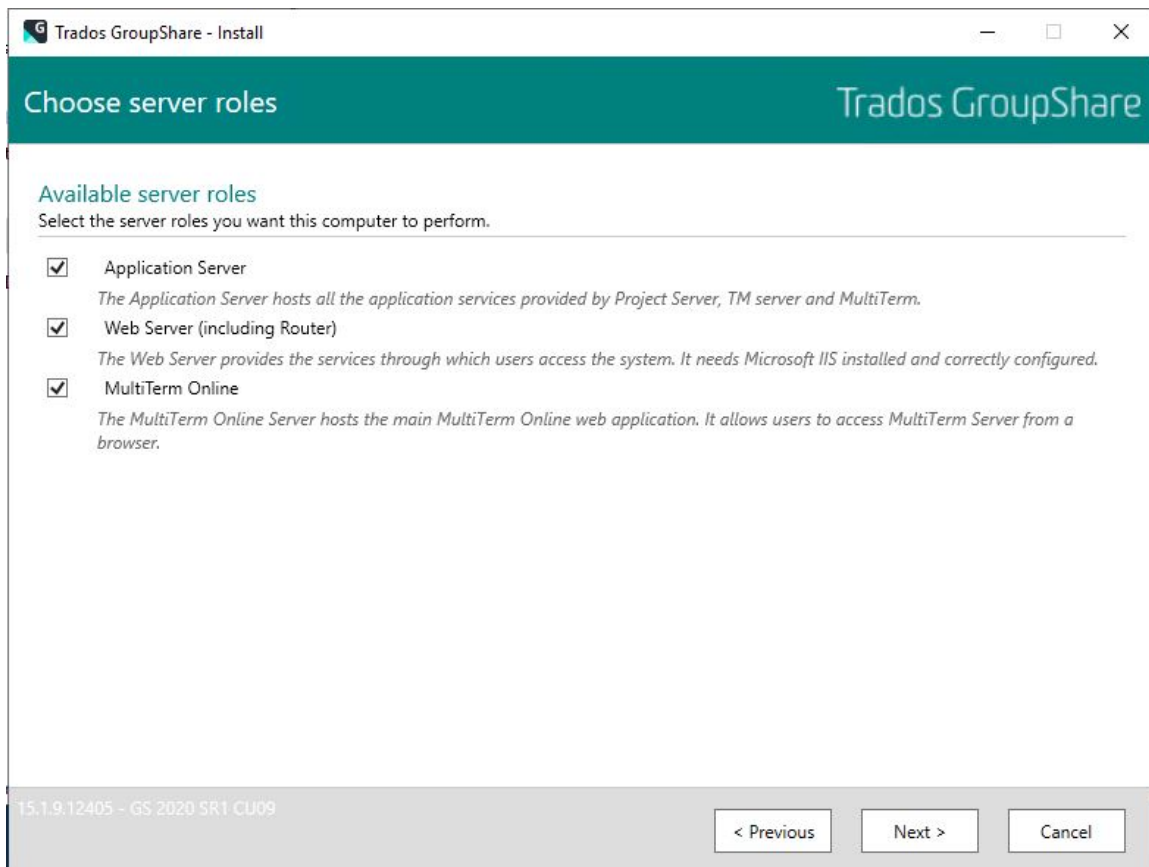 G Trados GroupShare - Install
Choose server roles
Trados GroupShare
Available server roles
Select the server roles you want this computer to perform.
Application Server
The Application Server hosts all the application services provided by Project Server, TM server and MultiTerm.
Web Server (including Router)
The Web Server provides the services through which users access the system. It needs Microsoft IIS installed and correctly configured.
MultiTerm Online
The MultiTerm Online Server hosts the main MultiTerm Online web application. It allows users to access MultiTerm Server from a
browser.
15.1.9.12405 - GS 2020 SR1 CU09
< Previous
Next >
Cancel